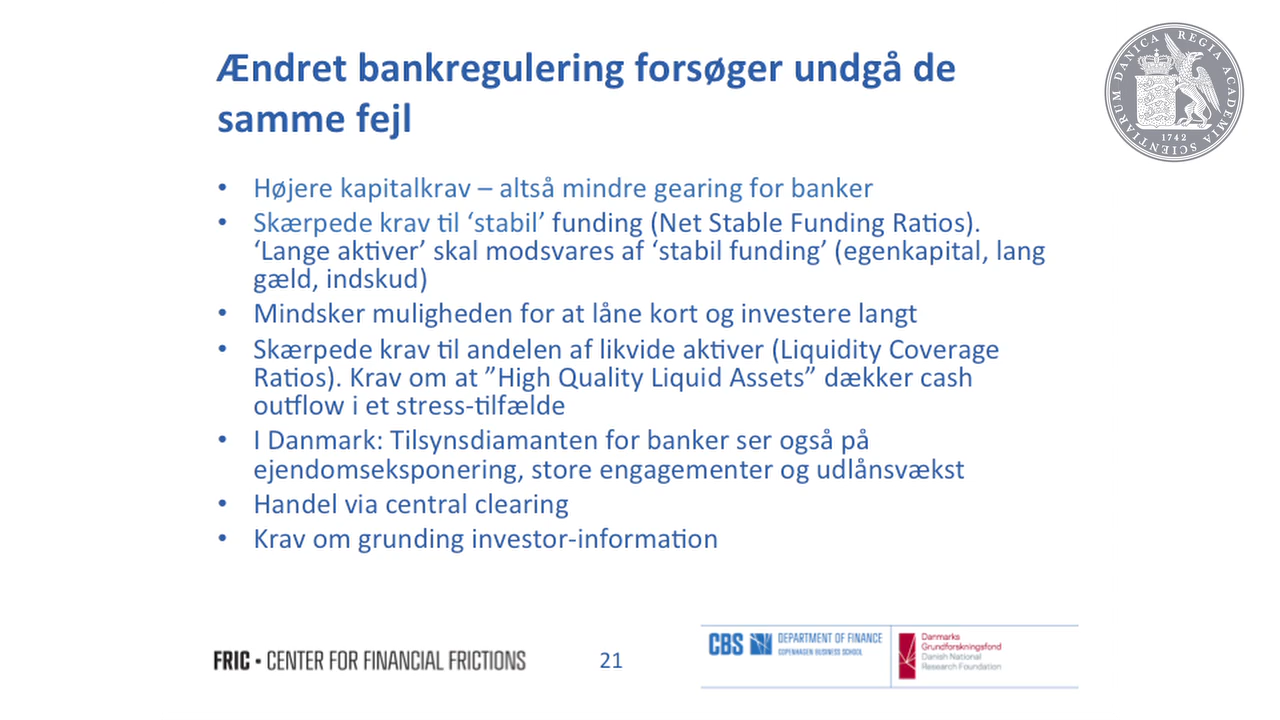 Ændret bankregulering forsøger undgå de
samme fejl
• Højere kapitalkrav – altså mindre gearing for banker
• Skærpede krav til ‘stabil’ funding (Net Stable Funding Ratios).
‘Lange aktiver’ skal modsvares af ‘stabil funding’ (egenkapital, lang
gæld, indskud)
• Mindsker muligheden for at låne kort og investere langt
• Skærpede krav til andelen af likvide aktiver (Liquidity Coverage
Ratios). Krav om at ”High Quality Liquid Assets” dækker cash
outflow i et stress-tilfælde
• I Danmark: Tilsynsdiamanten for banker ser også på
ejendomseksponering, store engagementer og udlånsvækst
• Handel via central clearing
• Krav om grunding investor-information
FRIC • CENTER FOR FINANCIAL FRICTIONS
21
CBS
DEPARTMENT OF FINANCE
COPENHAGEN BUSINESS SCHOOL
Danmarks
Grundforskningsfond
Danish National
Research Foundation
REGIA ACADEMIA SCIENTIARUM DANICA
1742